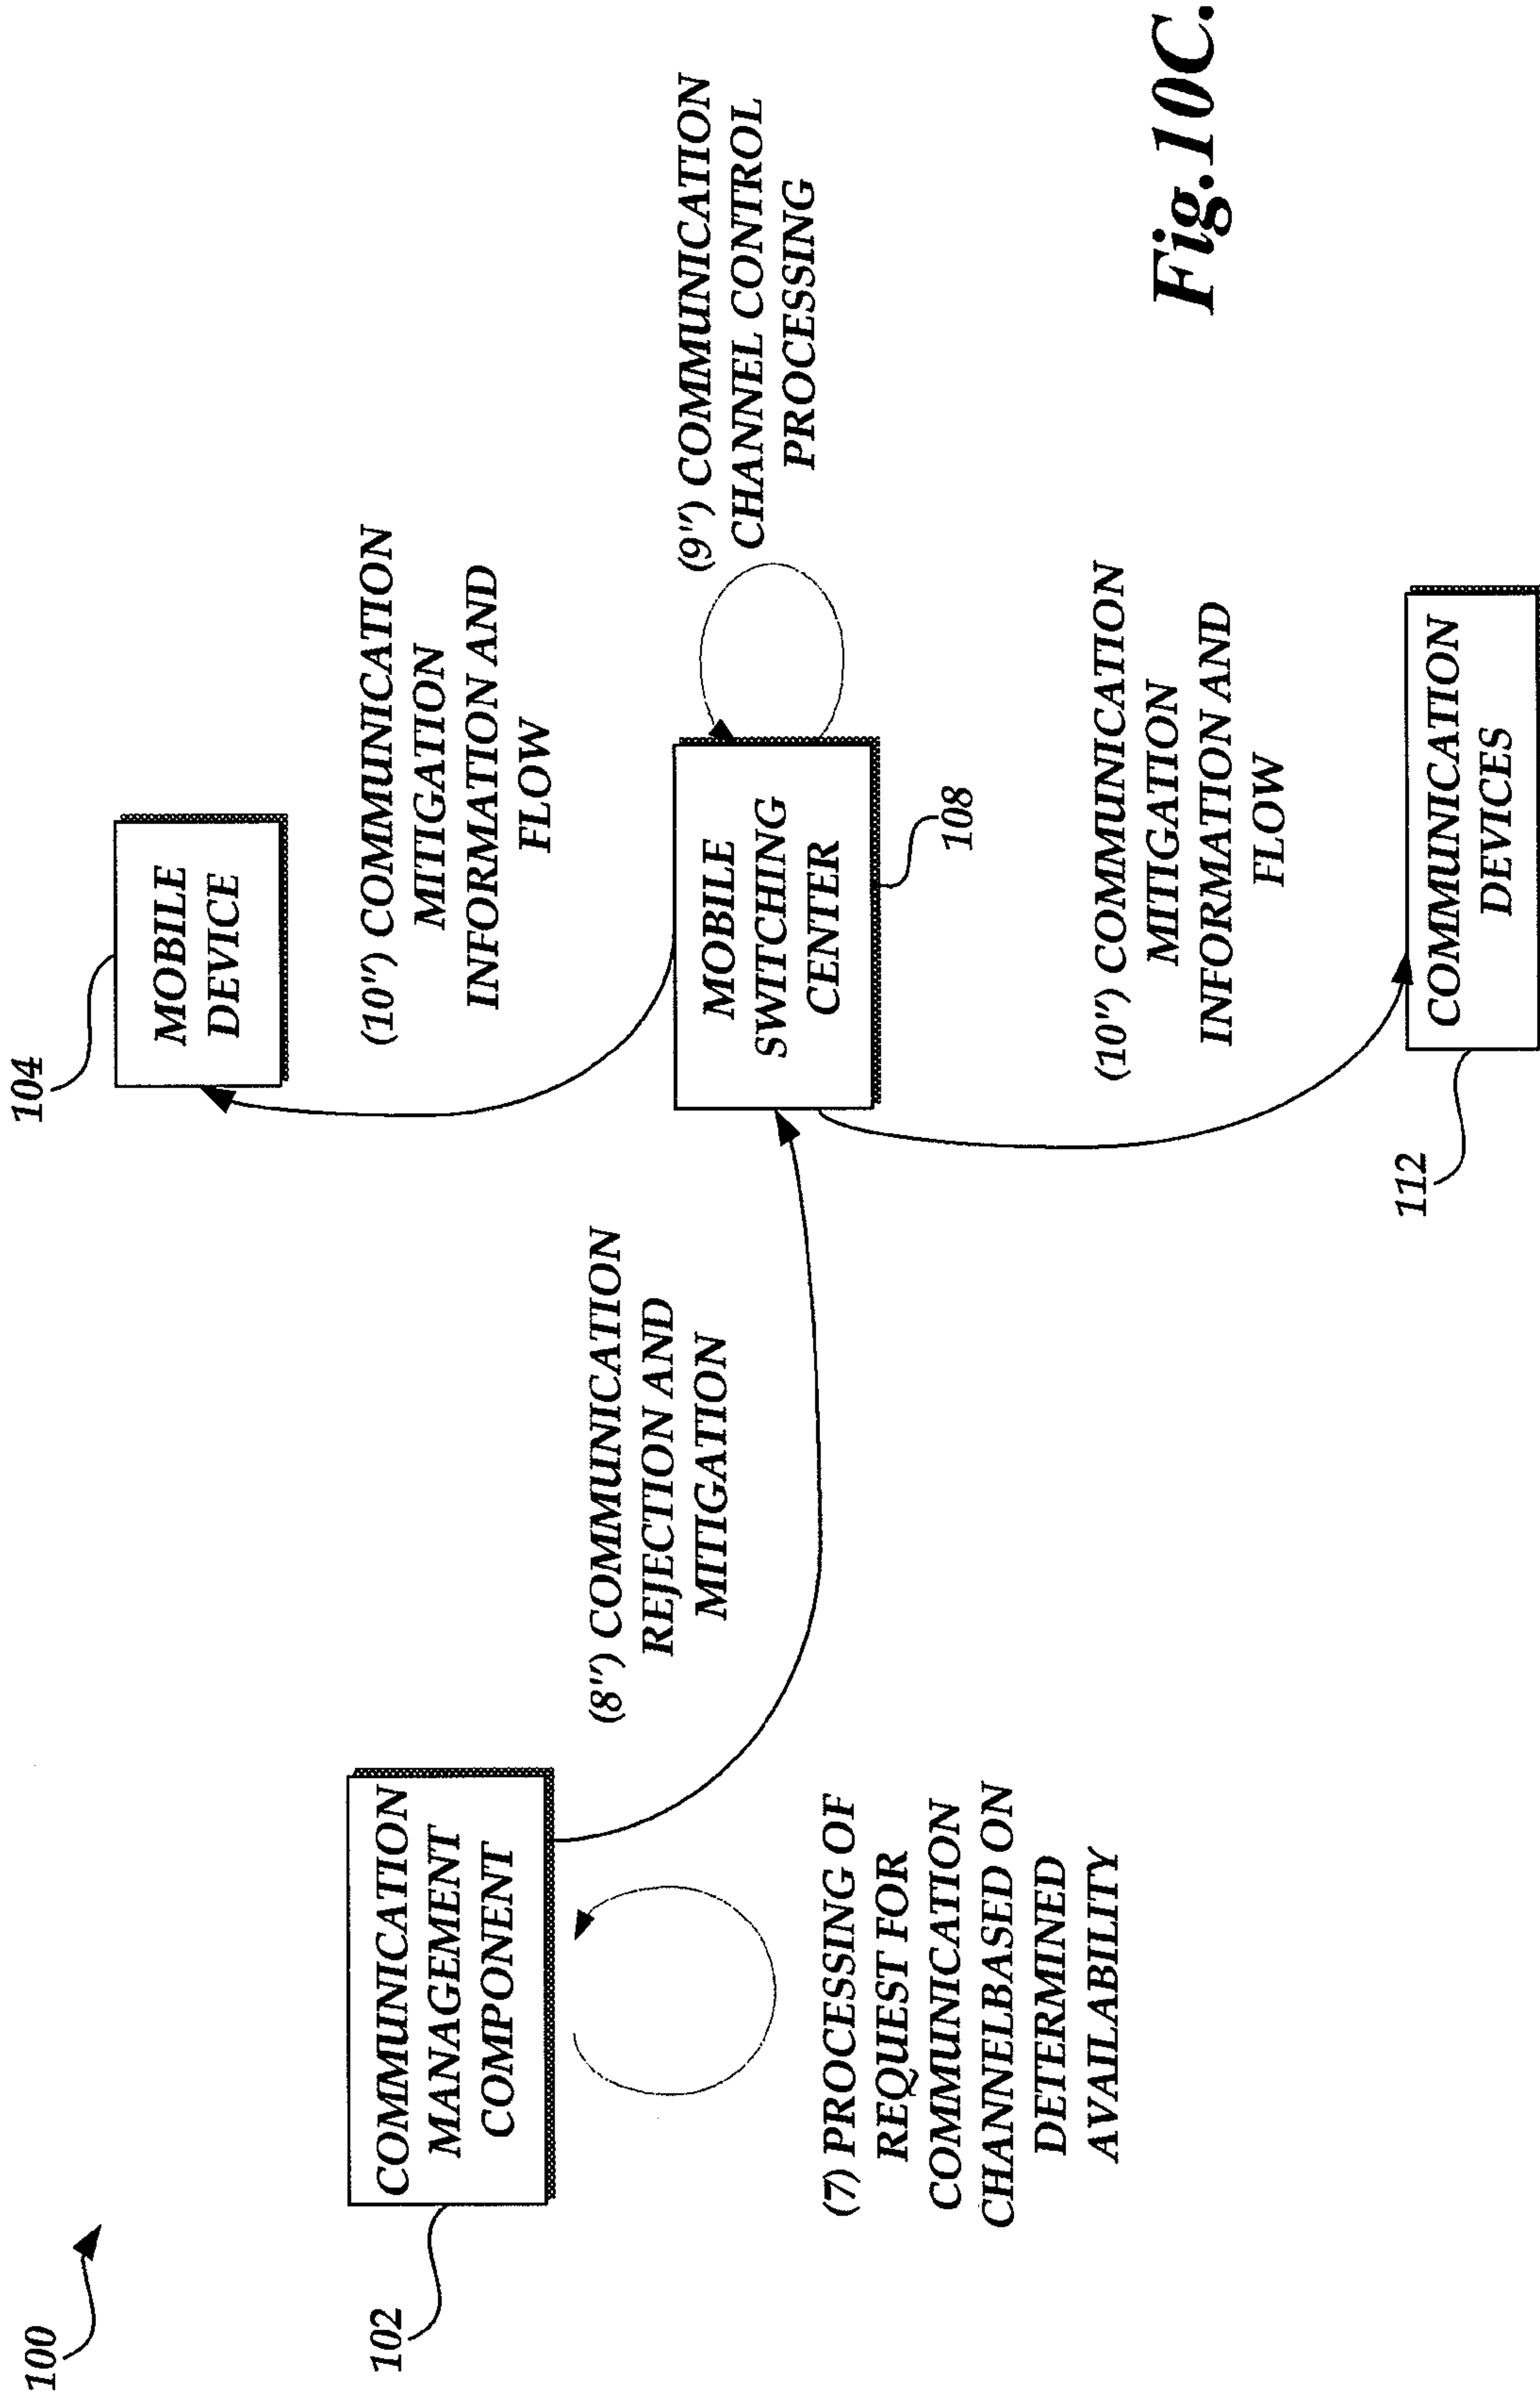 100
102
COMMUNICATION
MANAGEMENT
COMPONENT
(7) PROCESSING OF
REQUEST FOR
COMMUNICATION
CHANNELBASED ON
DETERMINED
AVAILABILITY
(8") COMMUNICATION
REJECTION AND
MITIGATION
104
MOBILE
DEVICE
(10") COMMUNICATION
MITIGATION
INFORMATION AND
FLOW
MOBILE
SWITCHING
CENTER
108
(9") COMMUNICATION
CHANNEL CONTROL
PROCESSING
(10") COMMUNICATION
MITIGATION
INFORMATION AND
FLOW
112
COMMUNICATION
DEVICES
Fig.10C.